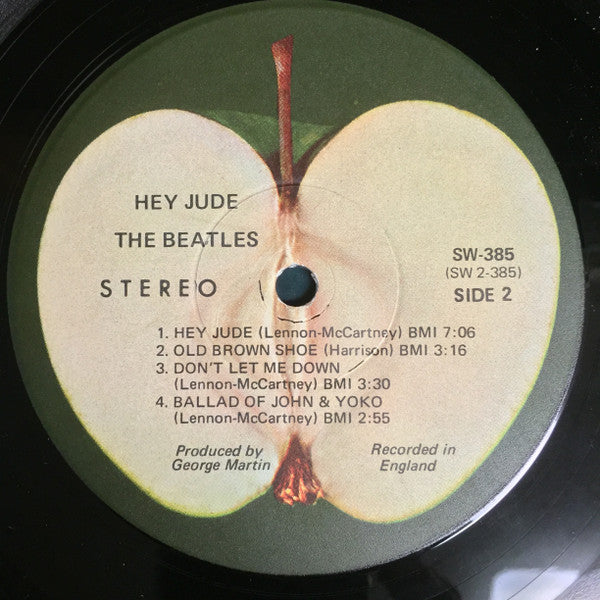 HEY JUDE
THE BEATLES
STEREO
SW-385
(SW 2-385)
SIDE 2
1. HEY JUDE (Lennon-McCartney) BMI 7:06
2. OLD BROWN SHOE (Harrison) BMI 3:16
3. DON'T LET ME DOWN
(Lennon-McCartney) BMI 3:30
4. BALLAD OF JOHN & YOKO
(Lennon-McCartney) BMI 2:55
Produced by
George Martin
Recorded in
England